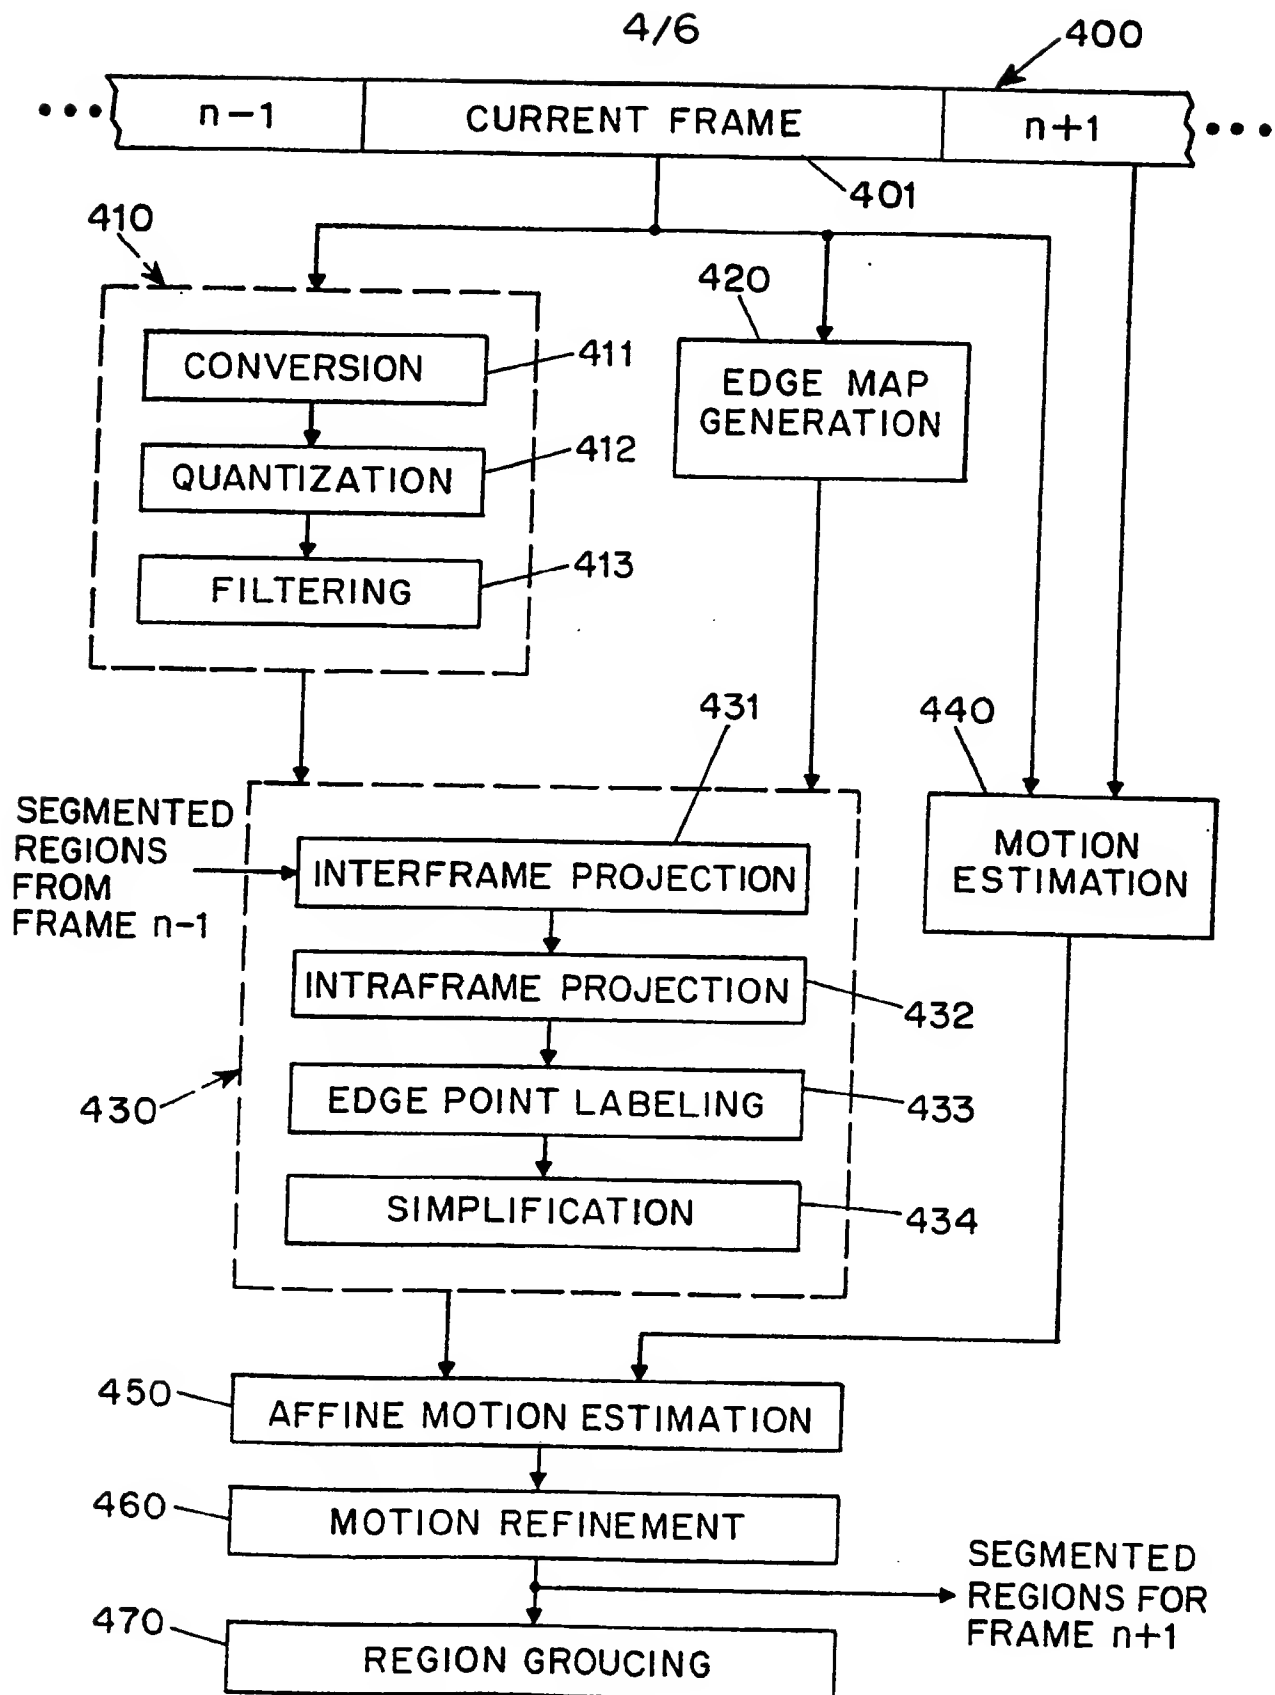 4/6
400
n-1
CURRENT FRAME
n+1
401
410
420
CONVERSION
411
EDGE MAP
GENERATION
QUANTIZATION
412
FILTERING
413
431
440
SEGMENTED
REGIONS
FROM
FRAME n-1
INTERFRAME PROJECTION
MOTION
ESTIMATION
INTRAFRAME PROJECTION
432
430
EDGE POINT LABELING
433
SIMPLIFICATION
434
450
AFFINE MOTION ESTIMATION
460
MOTION REFINEMENT
SEGMENTED
REGIONS FOR
FRAME n+1
470
REGION GROUCING